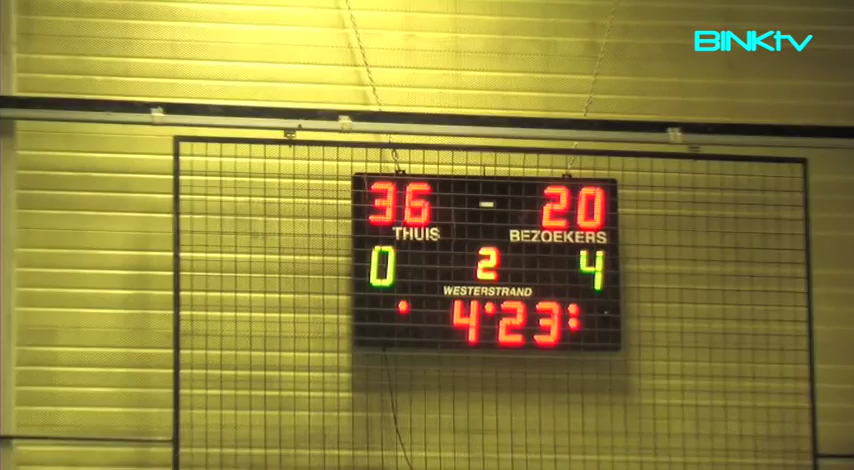 BINKtv
36 - 20
THUIS BEZOEKERS
0 2 4
WESTERSTRAND
4:23